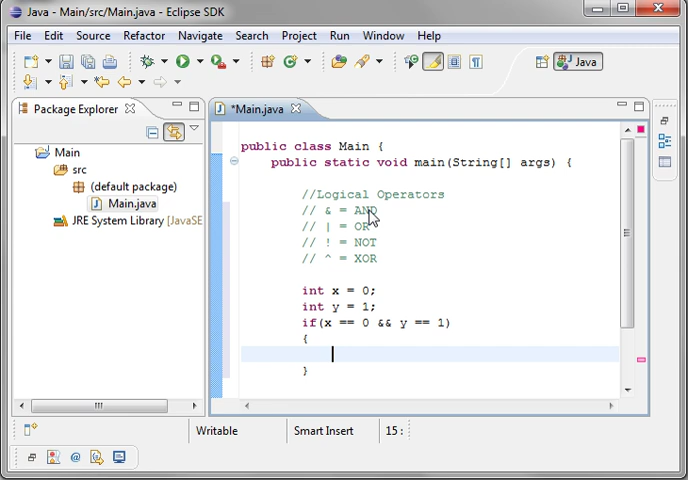 Java - Main/src/Main.java - Eclipse SDK
File Edit Source Refactor Navigate Search Project Run Window Help
Java
Package Explorer
*Main.java
Main
src
(default package)
Main.java
JRE System Library [JavaSE
public class Main {
public static void main(String[] args) {
//Logical Operators
// & = AND
// | = OR
// ! = NOT
// ^ = XOR
int x = 0;
int y = 1;
if(x == 0 && y == 1)
{
}
Writable
Smart Insert
15 :